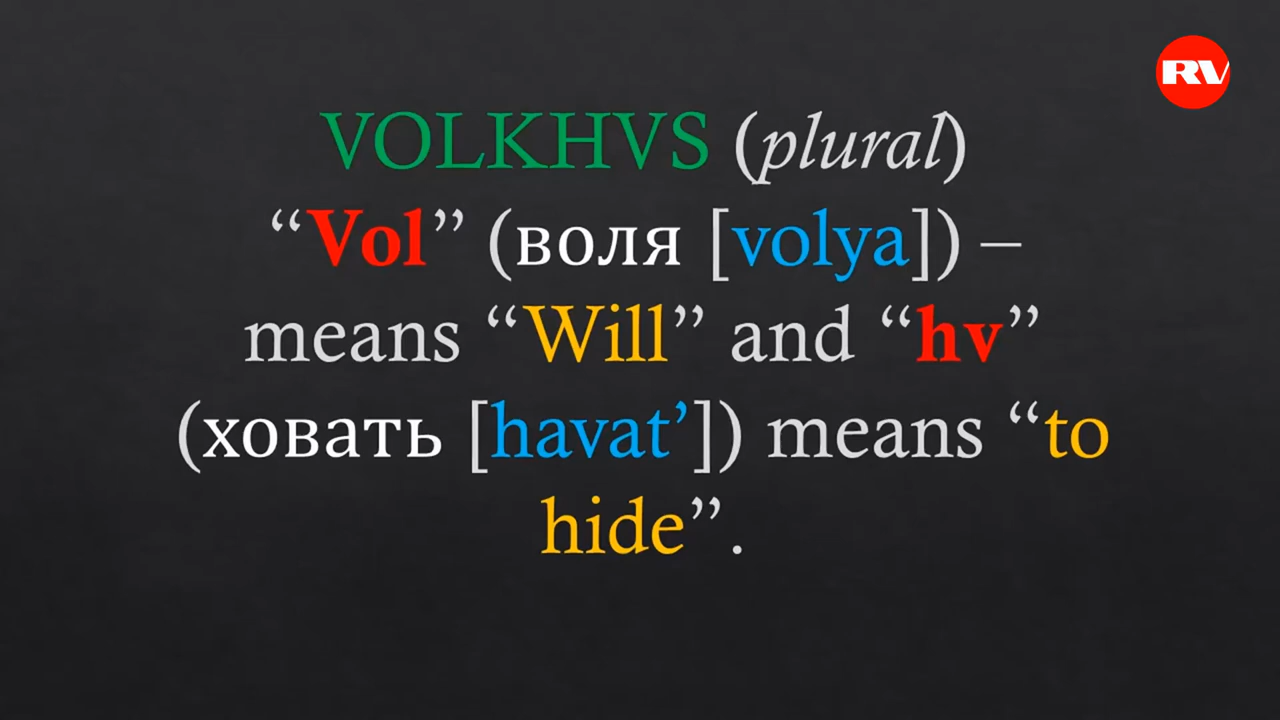 RV
VOLKHVS (plural)
“Vol” (воля [volya]) –
means “Will” and “hv”
(ховать [havat’]) means “to
hide”.